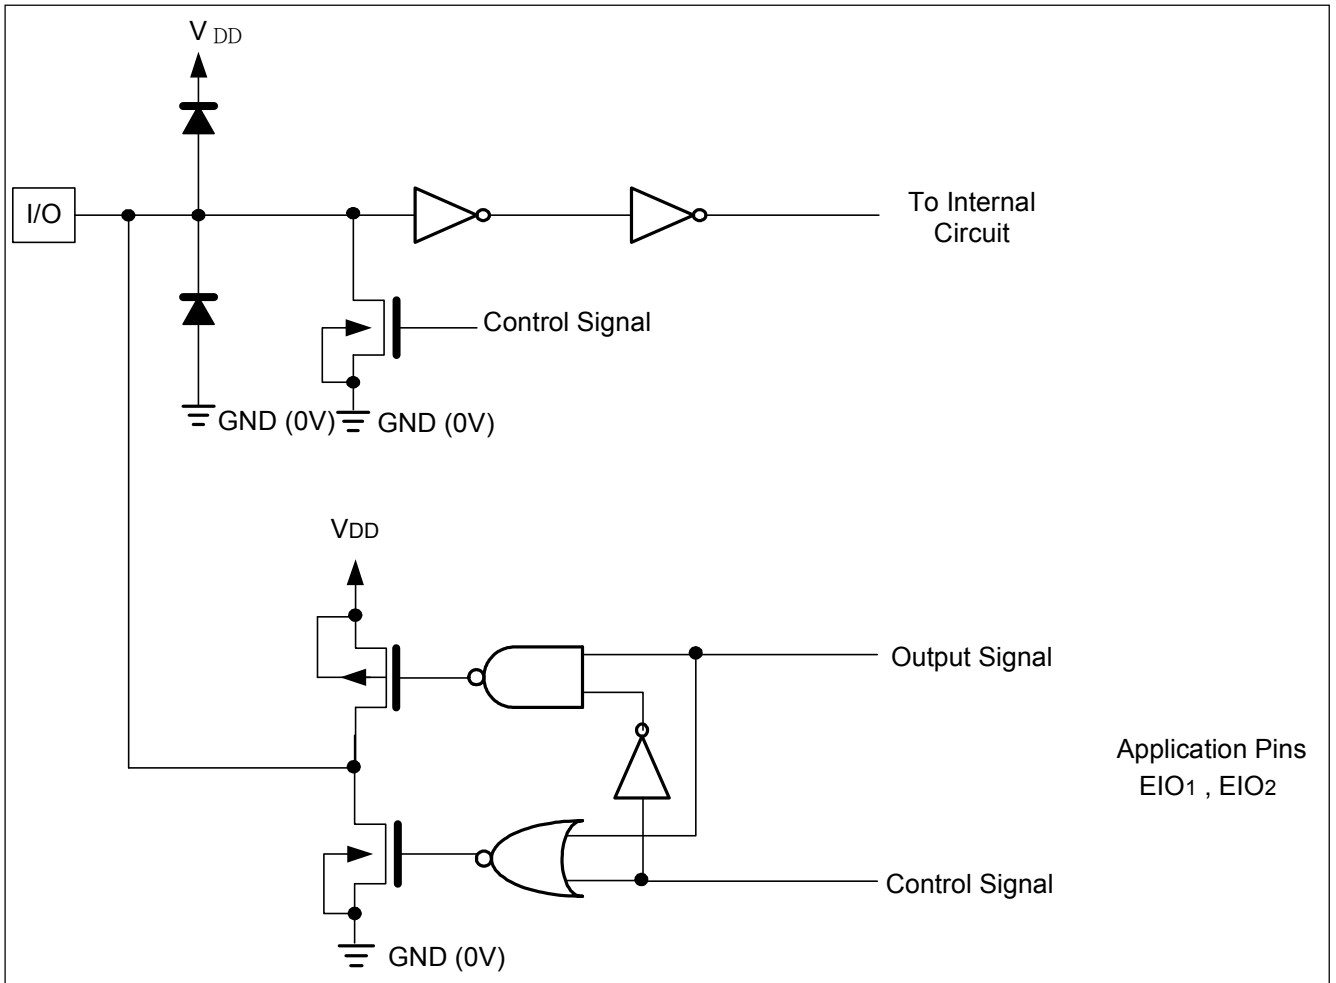 V DD
I/O
To Internal
Circuit
Control Signal
GND (0V)
GND (0V)
VDD
Output Signal
Application Pins
EIO1 , EIO2
Control Signal
GND (0V)